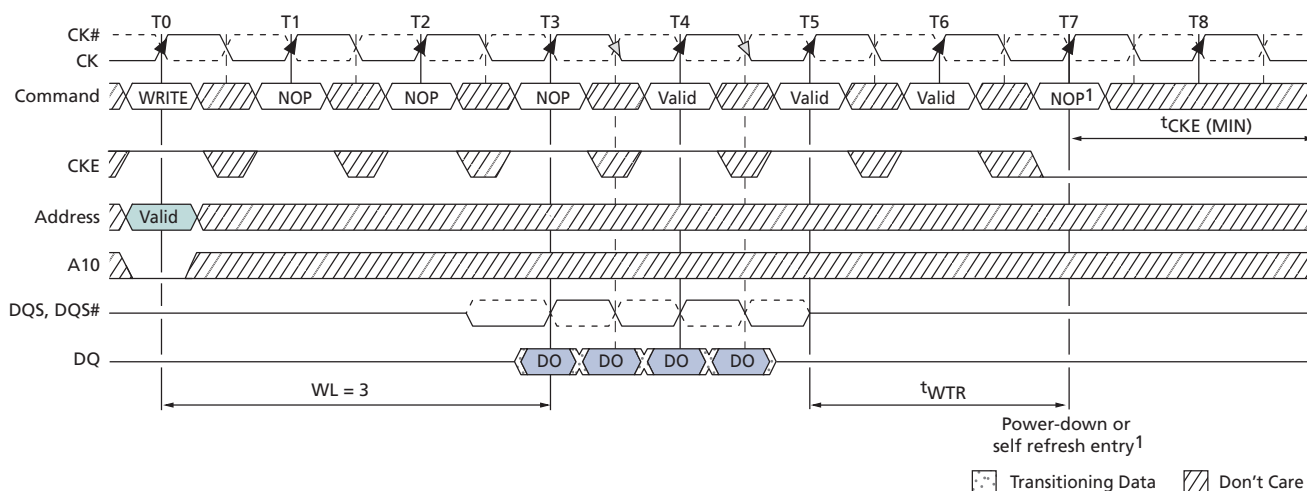 T0 T1 T2 T3 T4 T5 T6 T7 T8
CK#
CK
Command WRITE NOP NOP NOP Valid Valid Valid NOP1
tCKE (MIN)
CKE
Address Valid
A10
DQS, DQS#
DQ DO DO DO DO
WL = 3 tWTR
Power-down or
self refresh entry1
Transitioning Data Don't Care